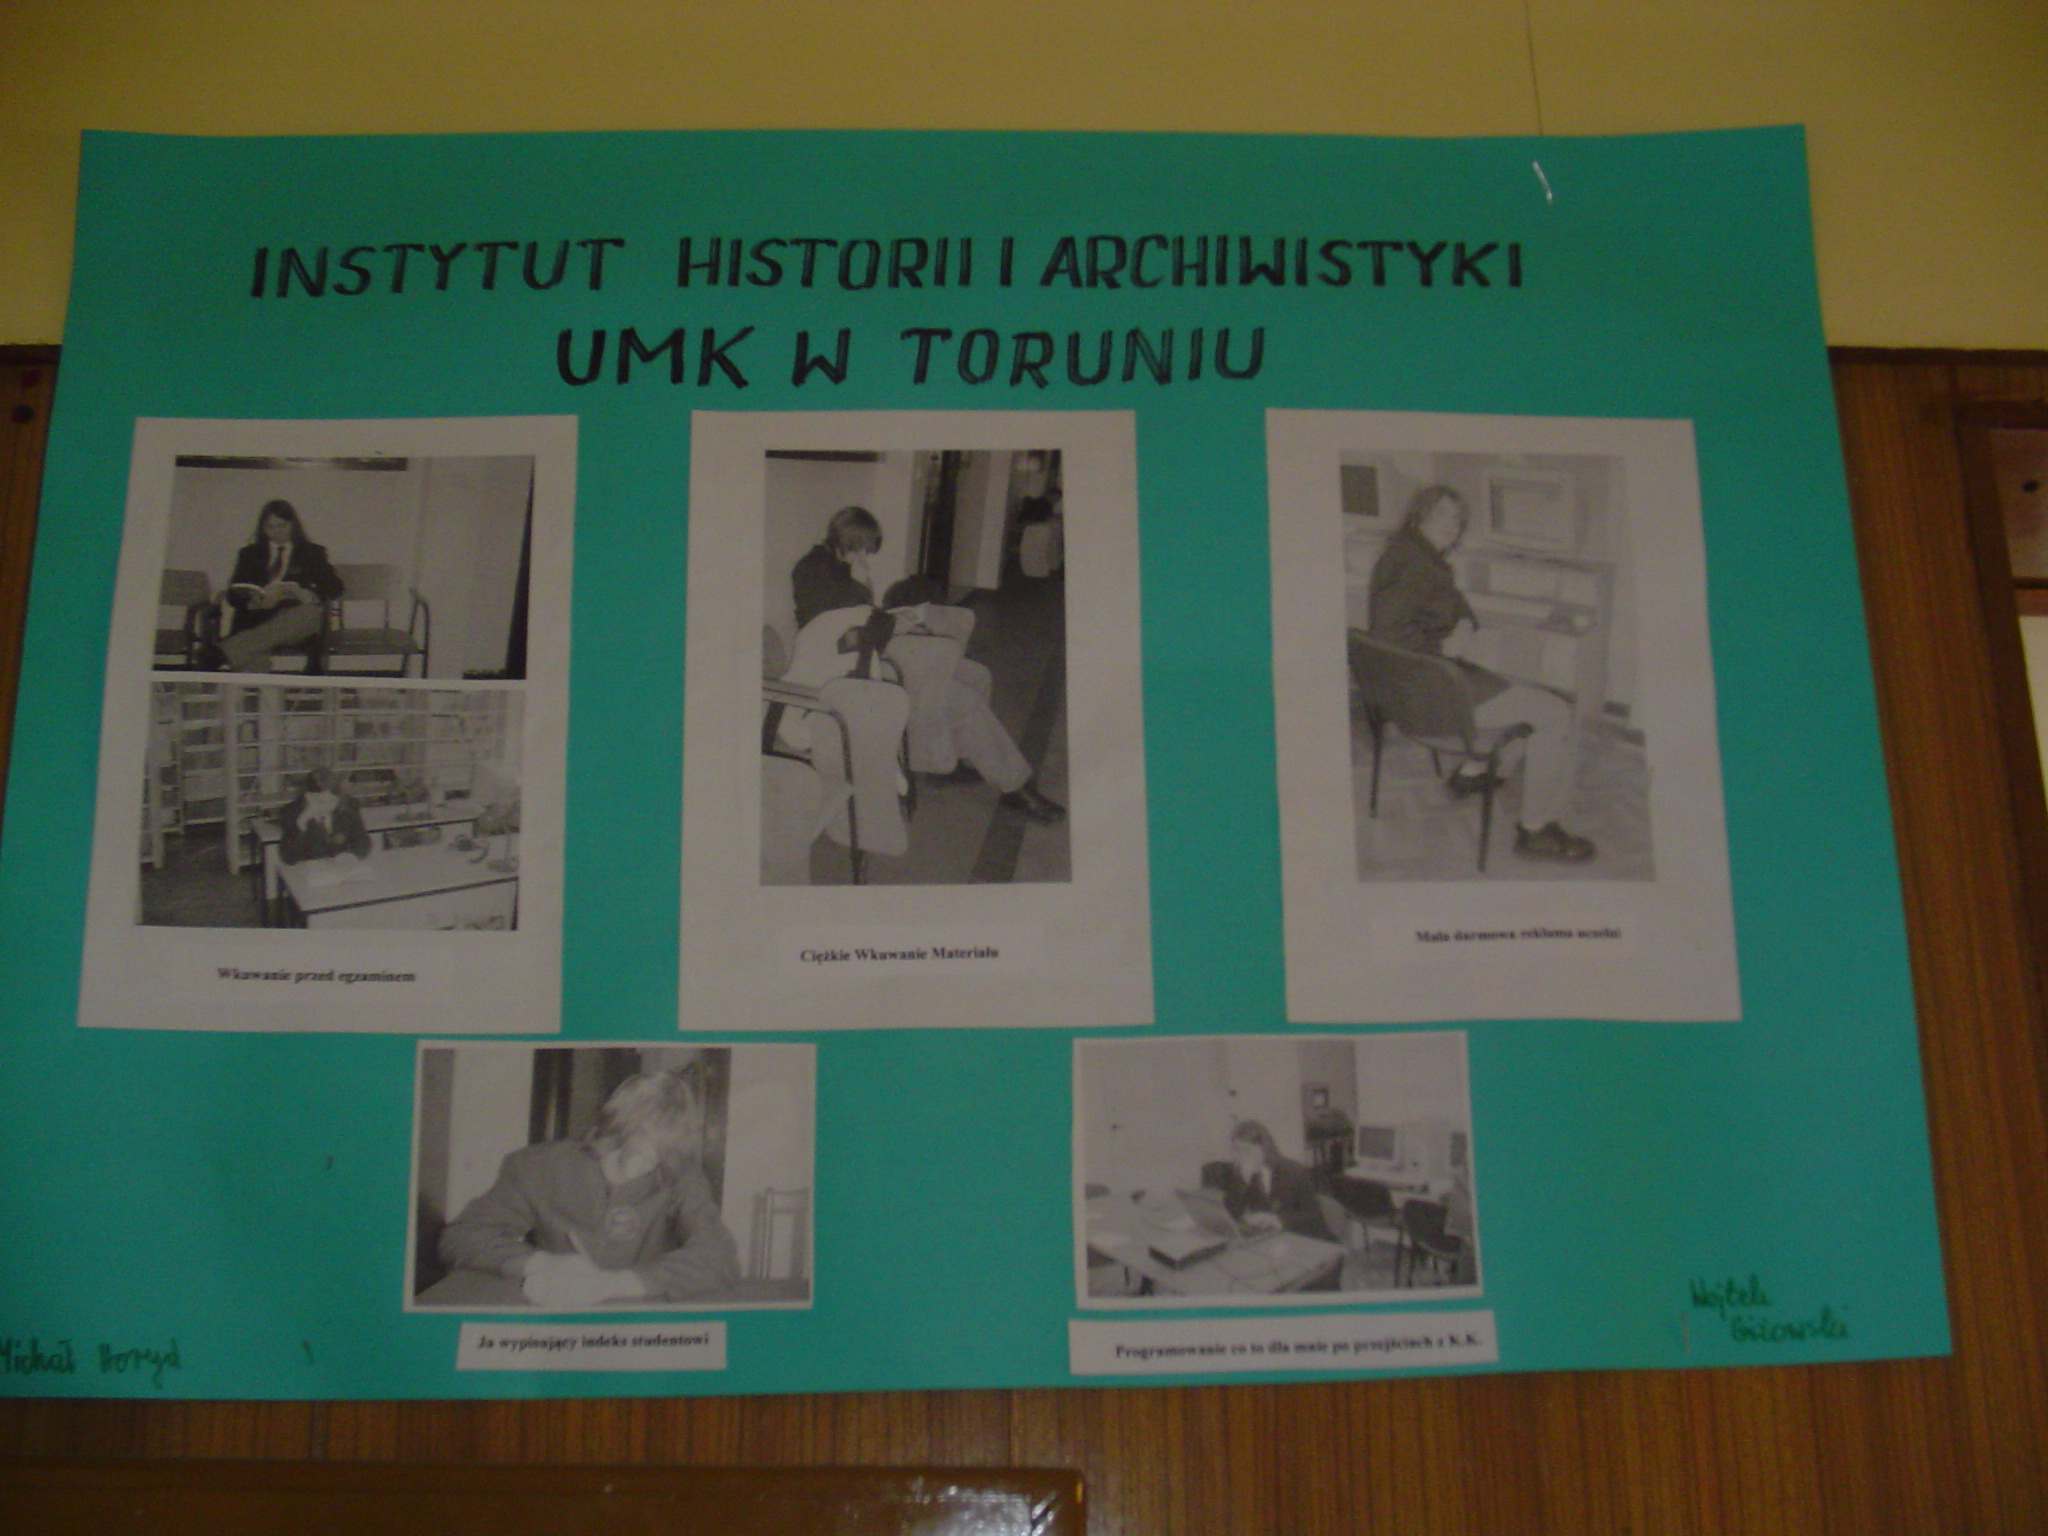 INSTYTUT HISTORII I ARCHIWISTYKI
UMK W TORUNIU
Wkuwanie przed egzaminem
Ciężkie Wkuwanie Materiału
Mała darmowa reklama uczelni
Ja wypisujący indeks studentowi
Programowanie co to dla mnie po przejściach z K.K.
Michał
Wojtek